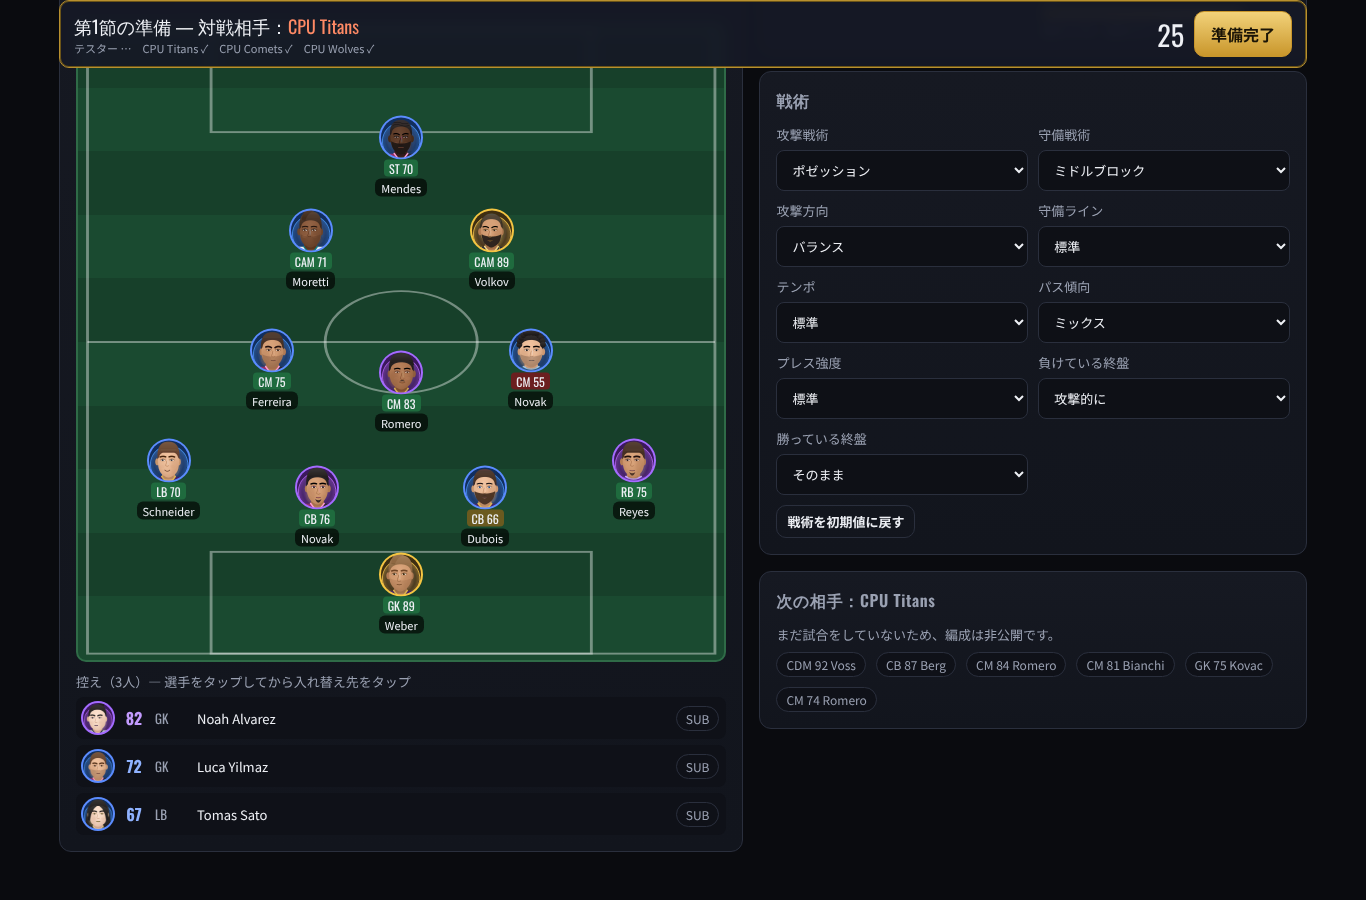 第1節の準備 — 対戦相手：CPU Titans
テスター … CPU Titans ✓ CPU Comets ✓ CPU Wolves ✓
25
準備完了
ST 70
Mendes
CAM 71
Moretti
CAM 89
Volkov
CM 75
Ferreira
CM 83
Romero
CM 55
Novak
LB 70
Schneider
CB 76
Novak
CB 66
Dubois
RB 75
Reyes
GK 89
Weber
控え（3人）— 選手をタップしてから入れ替え先をタップ
82 GK Noah Alvarez SUB
72 GK Luca Yilmaz SUB
67 LB Tomas Sato SUB
戦術
攻撃戦術 守備戦術
ポゼッション ミドルブロック
攻撃方向 守備ライン
バランス 標準
テンポ パス傾向
標準 ミックス
プレス強度 負けている終盤
標準 攻撃的に
勝っている終盤
そのまま
戦術を初期値に戻す
次の相手：CPU Titans
まだ試合をしていないため、編成は非公開です。
CDM 92 Voss CB 87 Berg CM 84 Romero CM 81 Bianchi GK 75 Kovac
CM 74 Romero